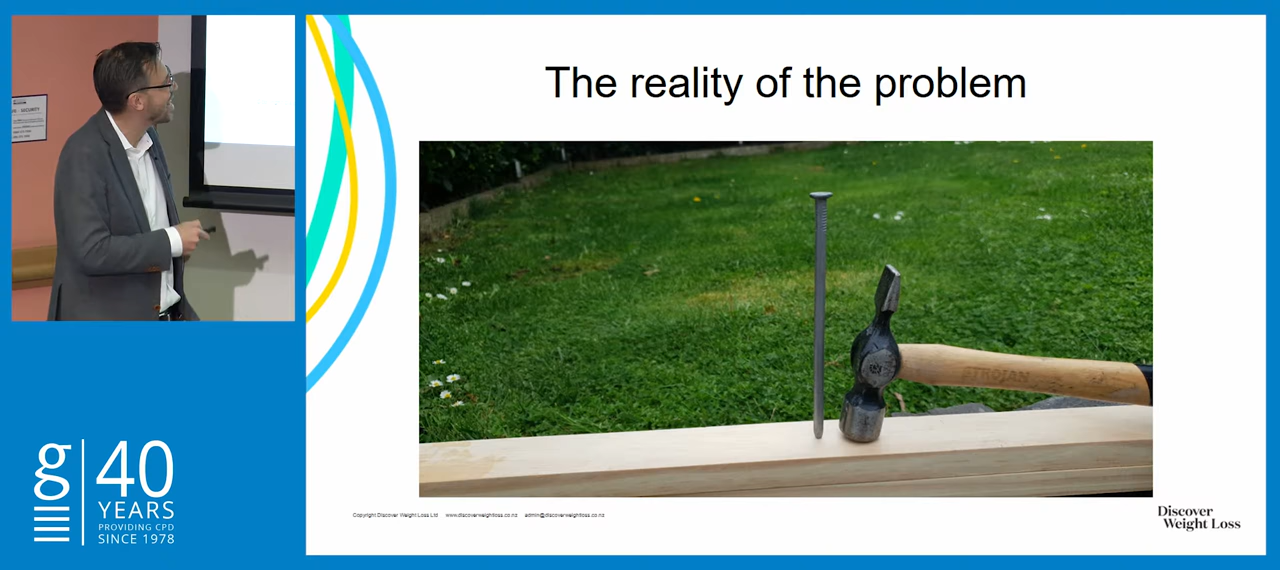 The reality of the problem
STROJAN
Copyright Discover Weight Loss Ltd www.discoverweightloss.co.nz admin@discoverweightloss.co.nz
Discover
Weight Loss
g 40
YEARS
PROVIDING CPD
SINCE 1978